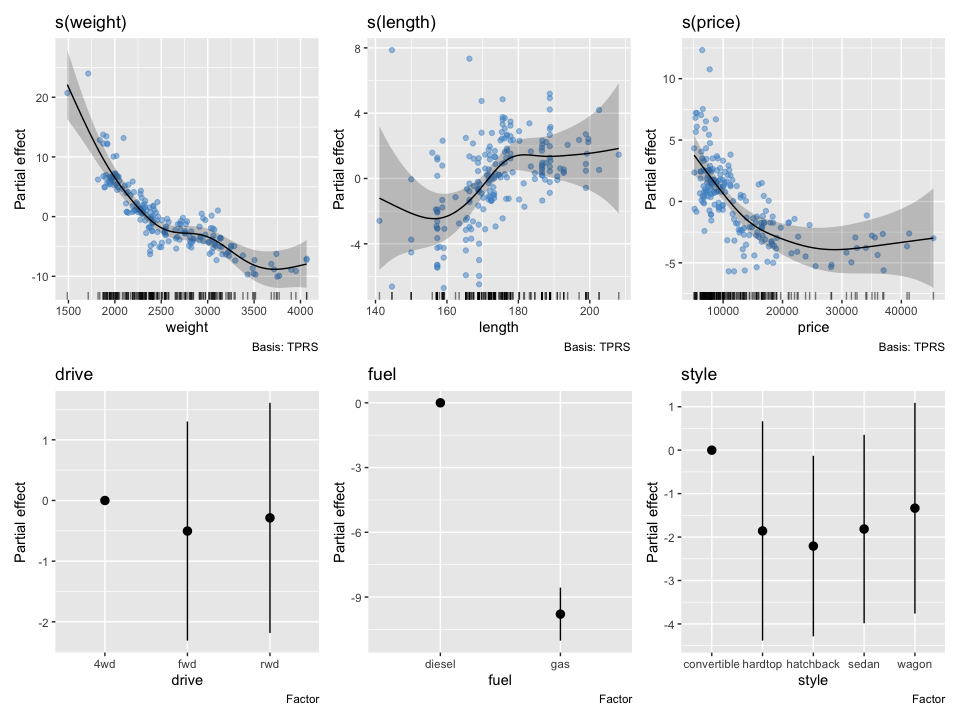 s(weight)
s(length)
s(price)
Partial effect
20
10
0
-10
1500
2000
2500
3000
3500
4000
weight
Basis: TPRS
Partial effect
8
4
0
-4
140
160
180
200
length
Basis: TPRS
Partial effect
10
5
0
-5
10000
20000
30000
40000
price
Basis: TPRS
drive
fuel
style
Partial effect
1
0
-1
-2
4wd
fwd
rwd
drive
Factor
Partial effect
0
-3
-6
-9
diesel
gas
fuel
Factor
Partial effect
1
0
-1
-2
-3
-4
convertible
hardtop
hatchback
sedan
wagon
style
Factor